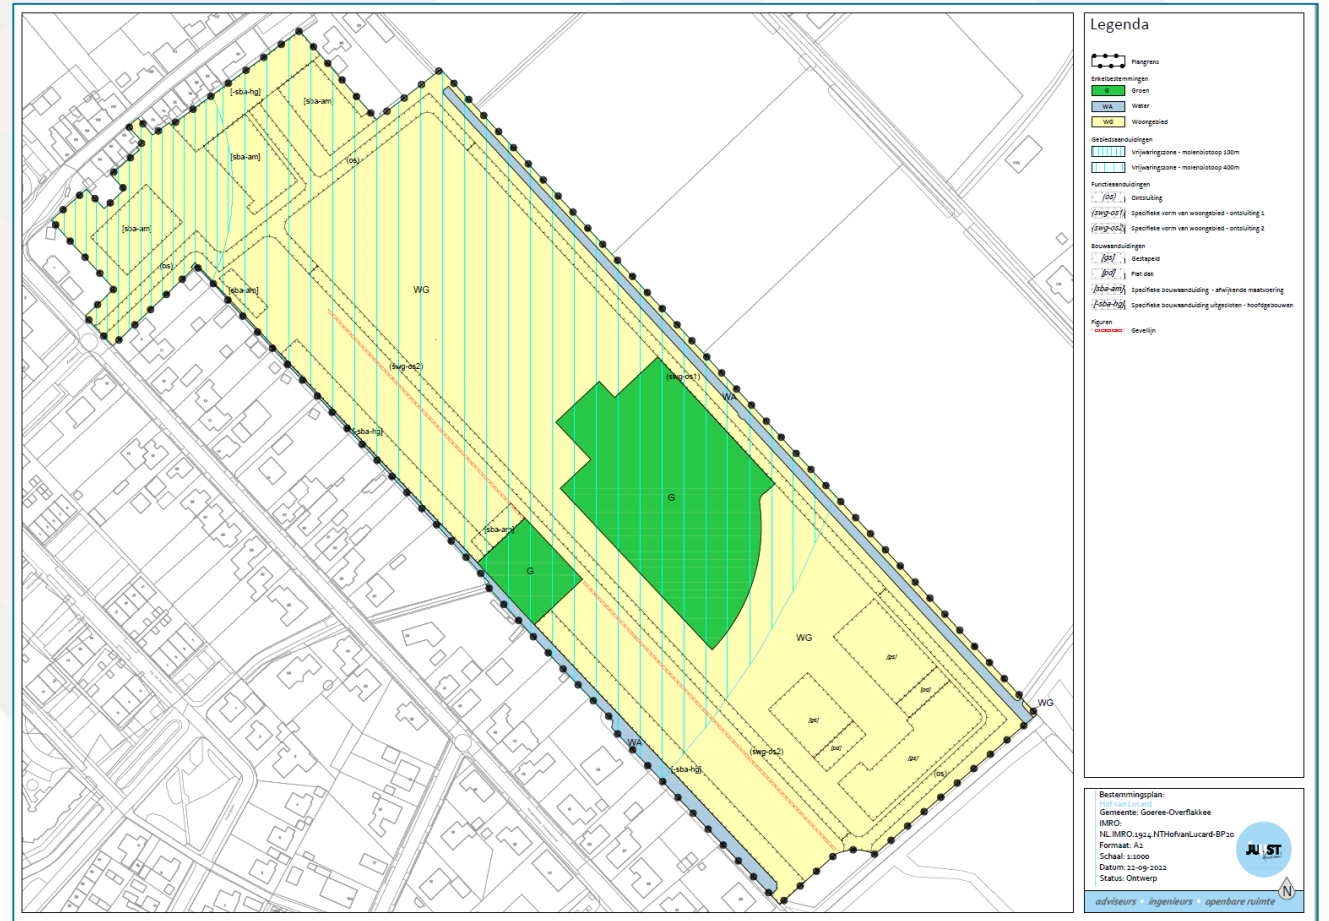 [-sba-hg]
[sba-am
[sba-am]
(os)
[sba-am]
(os)
[sba-am]
WG
(swg-os2)
(swg-os1)
WA
[-sba-hg]
G
[sba-am]
G
WG
[gs]
[pd]
WG
[gs]
[pd]
[gs]
WA
(swg-os2)
[-sba-hg]
(os)
Legenda
Plangrens
Enkelbestemmingen
G Groen
WA Water
WG Woongebied
Gebiedsaanduidingen
Vrijwaringszone - molenbiotoop 100m
Vrijwaringszone - molenbiotoop 400m
Functieaanduidingen
(os) Ontsluiting
(swg-os1) Specifieke vorm van woongebied - ontsluiting 1
(swg-os2) Specifieke vorm van woongebied - ontsluiting 2
Bouwaanduidingen
[gs] Gestapeld
[pd] Plat dak
[sba-am] Specifieke bouwaanduiding - afwijkende maatvoering
[-sba-hg] Specifieke bouwaanduiding uitgesloten - hoofdgebouwen
Figuren
Gevellijn
Bestemmingsplan:
Hof van Lucard
Gemeente: Goeree-Overflakkee
IMRO:
NL.IMRO.1924.NTHofvanLucard-BP20
Formaat: A2
Schaal: 1:1000
Datum: 22-09-2022
Status: Ontwerp
JUUST
N
adviseurs • ingenieurs • openbare ruimte